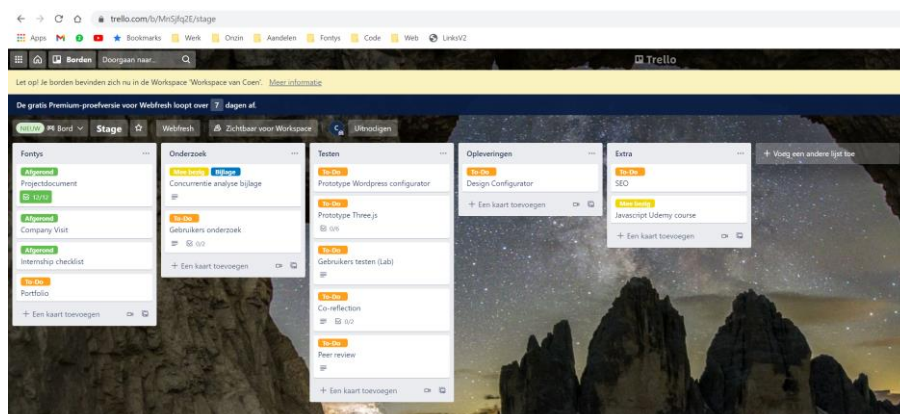 trello.com/b/MnSjfq2E/stage
Apps Bookmarks Werk Onzin Aandelen Fontys Code Web LinksV2
Borden Doorgaan naar... Trello
Let op! Je borden bevinden zich nu in de Workspace 'Workspace van Coen'. Meer informatie
De gratis Premium-proefversie voor Webfresh loopt over 7 dagen af.
NIEUW Bord Stage Webfresh Zichtbaar voor Workspace C Uitnodigen
Fontys
Afgerond
Projectdocument
12/12
Afgerond
Company Visit
Afgerond
Internship checklist
To-Do
Portfolio
+ Een kaart toevoegen
Onderzoek
Mee bezig Bijlage
Concurrentie analyse bijlage
To-Do
Gebruikers onderzoek
0/2
+ Een kaart toevoegen
Testen
To-Do
Prototype Wordpress configurator
To-Do
Prototype Three.js
0/6
To-Do
Gebruikers testen (Lab)
To-Do
Co-reflection
0/2
To-Do
Peer review
+ Een kaart toevoegen
Opleveringen
To-Do
Design Configurator
+ Een kaart toevoegen
Extra
To-Do
SEO
Mee bezig
Javascript Udemy course
+ Een kaart toevoegen
+ Voeg een andere lijst toe